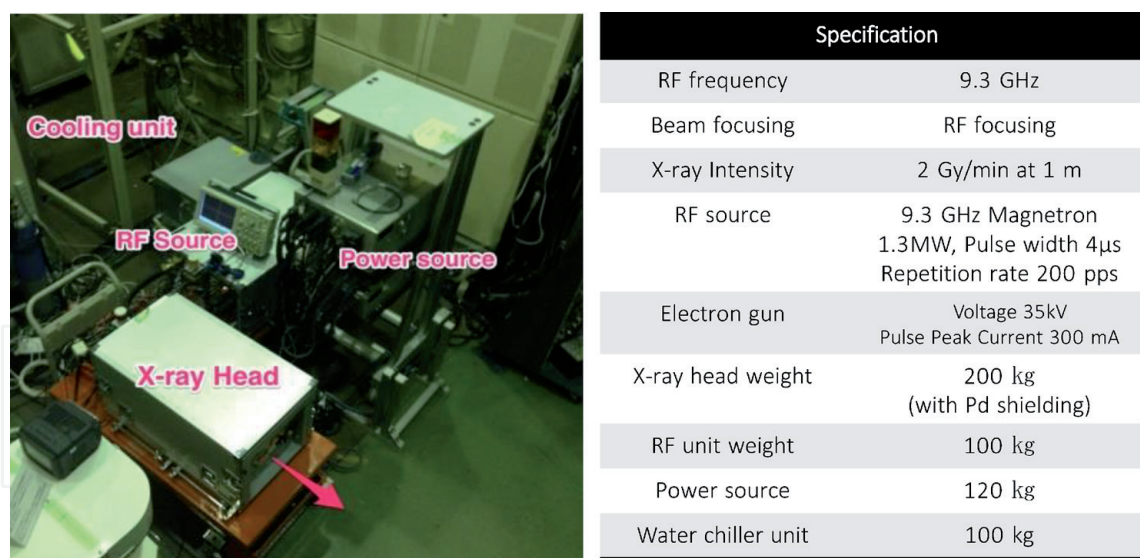 Cooling unit
RF Source
Power source
X-ray Head
Specification
RF frequency 9.3 GHz
Beam focusing RF focusing
X-ray Intensity 2 Gy/min at 1 m
RF source 9.3 GHz Magnetron
1.3MW, Pulse width 4μs
Repetition rate 200 pps
Electron gun Voltage 35kV
Pulse Peak Current 300 mA
X-ray head weight 200 kg
(with Pd shielding)
RF unit weight 100 kg
Power source 120 kg
Water chiller unit 100 kg